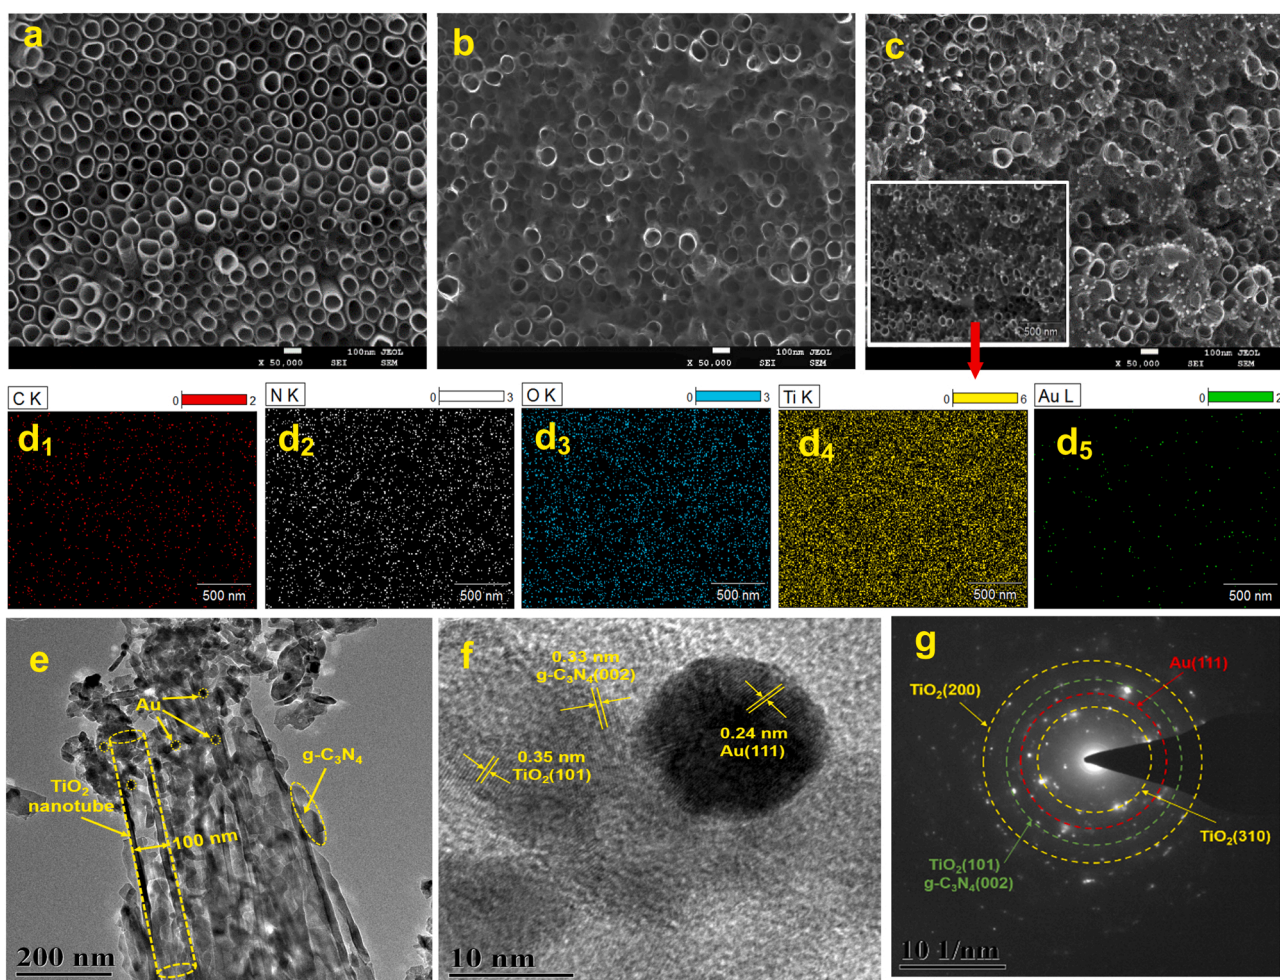 a
b
c
500 nm
100nm JEOL
X 50,000 SEI SEM
100nm JEOL
X 50,000 SEI SEM
100nm JEOL
X 50,000 SEI SEM
C K 0 2
N K 0 3
O K 0 3
Ti K 0 6
Au L 0 2
d₁
d₂
d₃
d₄
d₅
500 nm
500 nm
500 nm
500 nm
500 nm
e
Au
g-C₃N₄
TiO₂
nanotube
100 nm
200 nm
f
0.33 nm
g-C₃N₄(002)
0.24 nm
Au(111)
0.35 nm
TiO₂(101)
10 nm
g
Au(111)
TiO₂(200)
TiO₂(310)
TiO₂(101)
g-C₃N₄(002)
10 1/nm